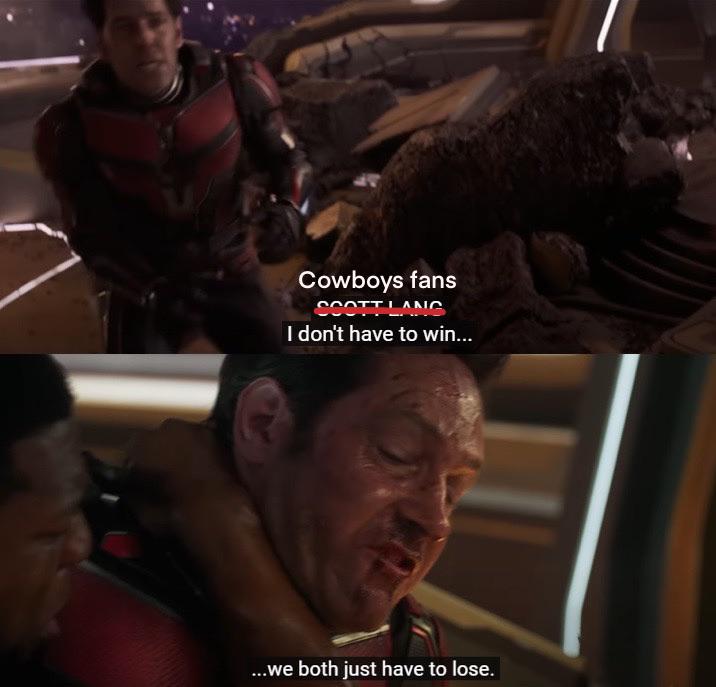 Cowboys fans
SCOTT LANG
I don't have to win...
...we both just have to lose.